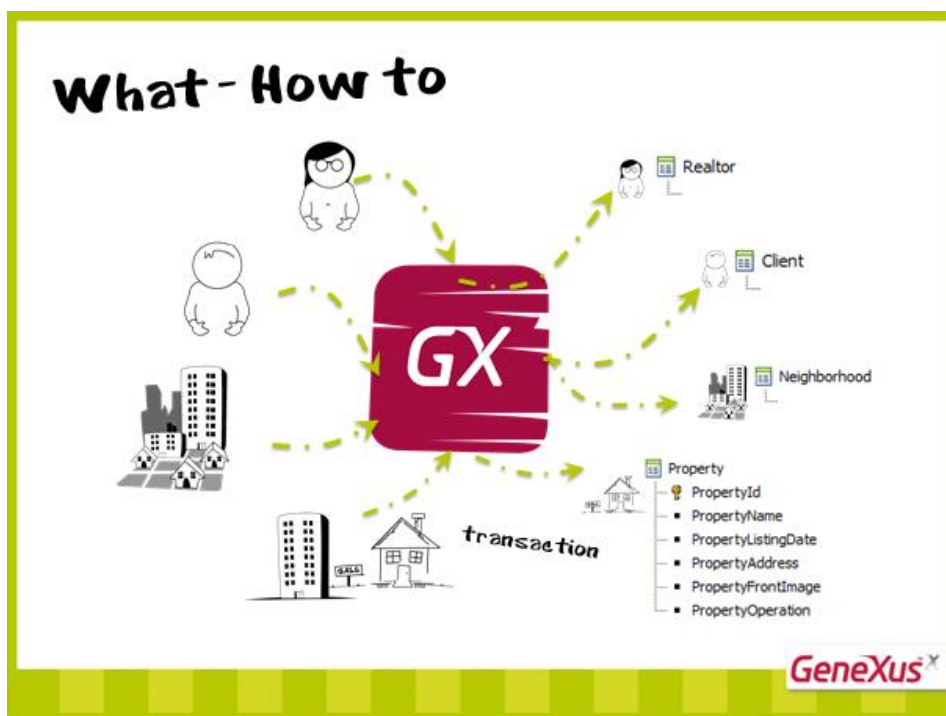 What - How to
Realtor
Client
GX
Neighborhood
Property
PropertyId
PropertyName
PropertyListingDate
PropertyAddress
PropertyFrontImage
PropertyOperation
transaction
GeneXus X